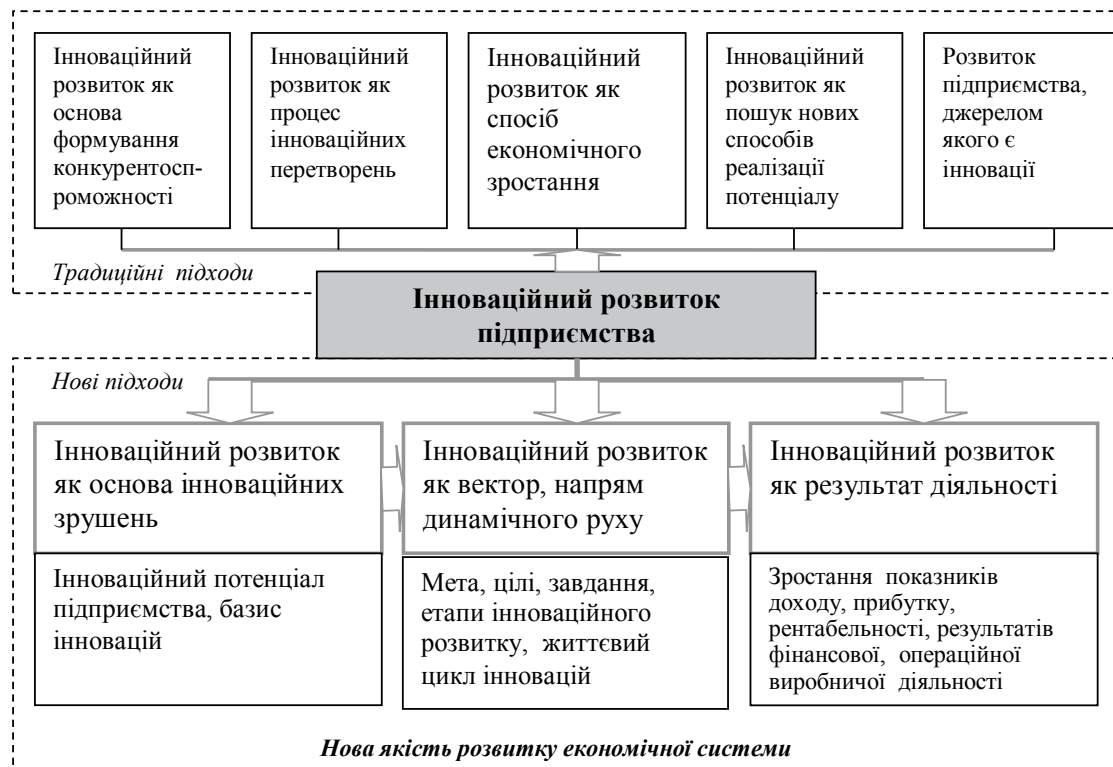 Інноваційний
розвиток як
основа
формування
конкурентосп-
роможності
Інноваційний
розвиток як
процес
інноваційних
перетворень
Інноваційний
розвиток як
спосіб
економічного
зростання
Інноваційний
розвиток як
пошук нових
способів
реалізації
потенціалу
Розвиток
підприємства,
джерелом
якого є
інновації
Традиційні підходи
Інноваційний розвиток
підприємства
Нові підходи
Інноваційний розвиток
як основа інноваційних
зрушень
Інноваційний розвиток
як вектор, напрям
динамічного руху
Інноваційний розвиток
як результат діяльності
Інноваційний потенціал
підприємства, базис
інновацій
Мета, цілі, завдання,
етапи інноваційного
розвитку, життєвий
цикл інновацій
Зростання показників
доходу, прибутку,
рентабельності, результатів
фінансової, операційної
виробничої діяльності
Нова якість розвитку економічної системи